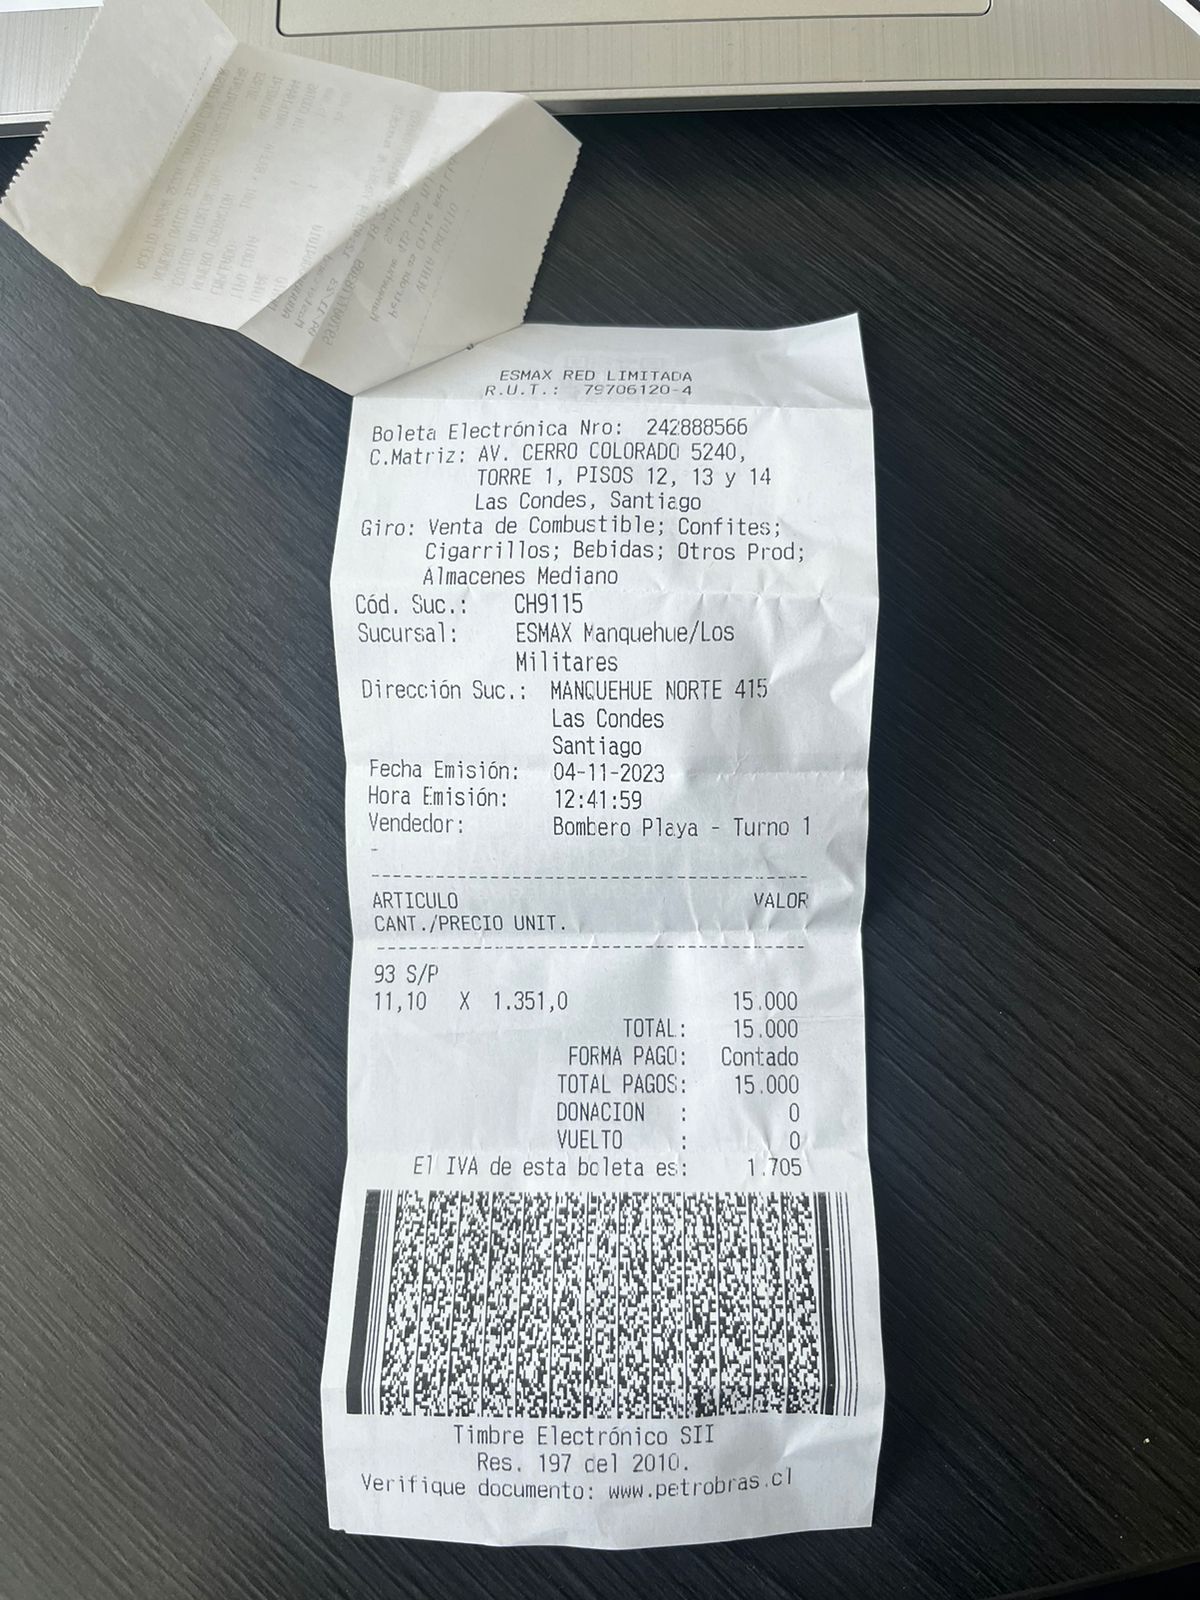 ESMAX RED LIMITADA
R.U.T.: 79706120-4
Boleta Electrónica Nro: 242888566
C.Matriz: AV. CERRO COLORADO 5240,
TORRE 1, PISOS 12, 13 y 14
Las Condes, Santiago
Giro: Venta de Combustible; Confites;
Cigarrillos; Bebidas; Otros Prod;
Almacenes Mediano
Cód. Suc.: CH9115
Sucursal: ESMAX Manquehue/Los
Militares
Dirección Suc.: MANQUEHUE NORTE 415
Las Condes
Santiago
Fecha Emisión: 04-11-2023
Hora Emisión: 12:41:59
Vendedor: Bombero Playa - Turno 1
-
ARTICULO VALOR
CANT./PRECIO UNIT.
93 S/P
11,10 X 1.351,0 15.000
TOTAL: 15.000
FORMA PAGO: Contado
TOTAL PAGOS: 15.000
DONACION : 0
VUELTO : 0
El IVA de esta boleta es: 1.705
Timbre Electrónico SII
Res. 197 del 2010.
Verifique documento: www.petrobras.cl